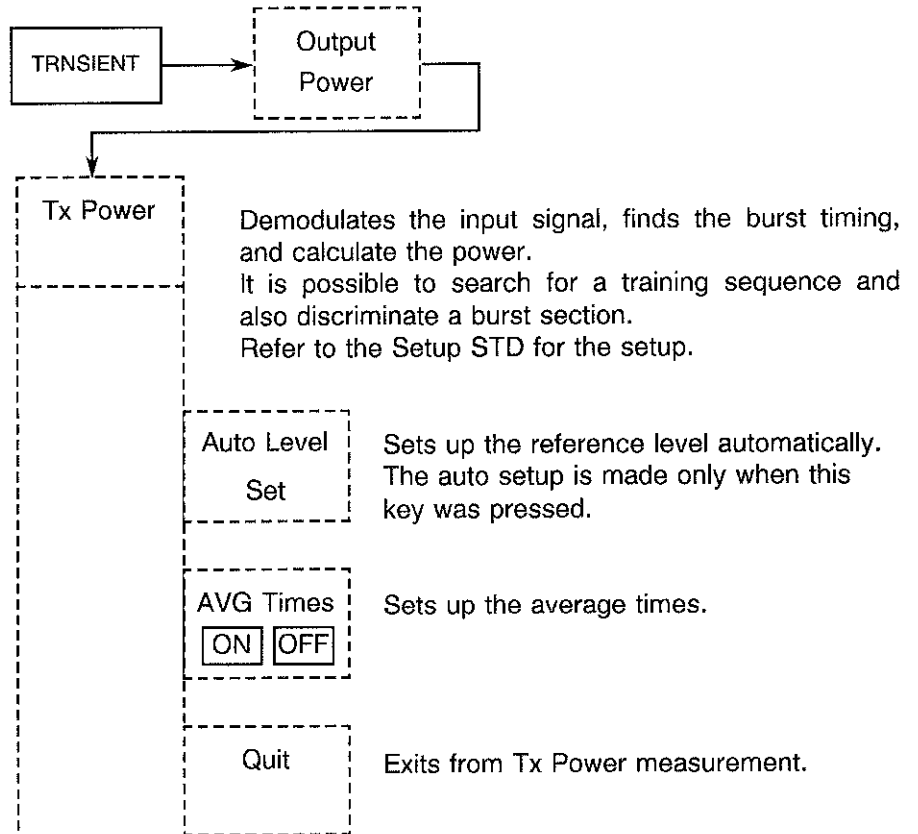 TRNSIENT
Output
Power
Tx Power
Demodulates the input signal, finds the burst timing,
and calculate the power.
It is possible to search for a training sequence and
also discriminate a burst section.
Refer to the Setup STD for the setup.
Auto Level
Set
Sets up the reference level automatically.
The auto setup is made only when this
key was pressed.
AVG Times
ON OFF
Sets up the average times.
Quit
Exits from Tx Power measurement.